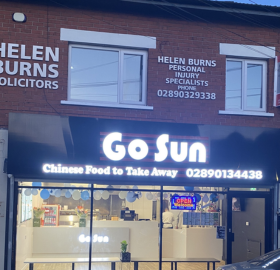 HELEN
BURNS
SOLICITORS
HELEN BURNS
PERSONAL
INJURY
SPECIALISTS
PHONE
02890329338
Go Sun
Chinese Food to Take Away 02890134438
OPEN
Go Sun